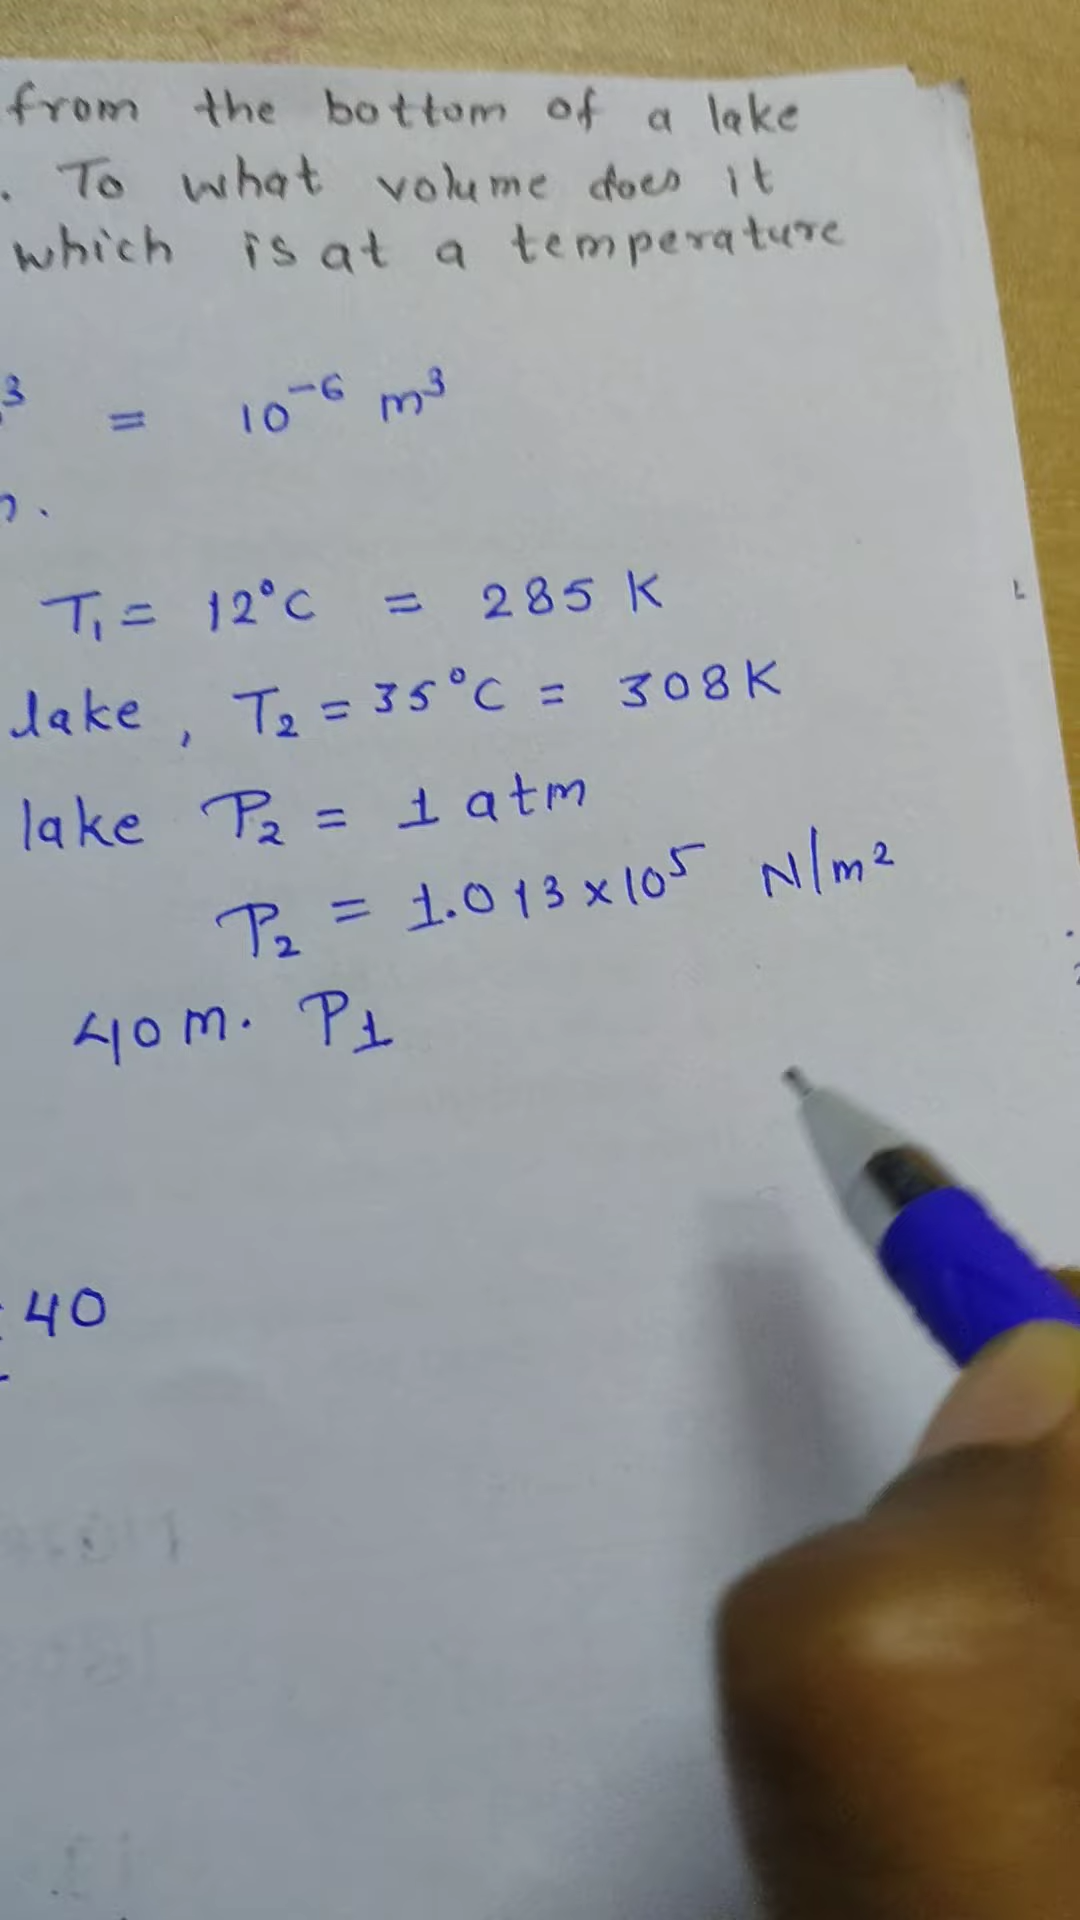 from the bottom of a lake
. To what volume does it
which is at a temperature
3 = 10⁻⁶ m³
T₁ = 12°C = 285 K
lake, T₂ = 35°C = 308K
lake P₂ = 1 atm
P₂ = 1.013×10⁵ N/m²
40 m. P1
40